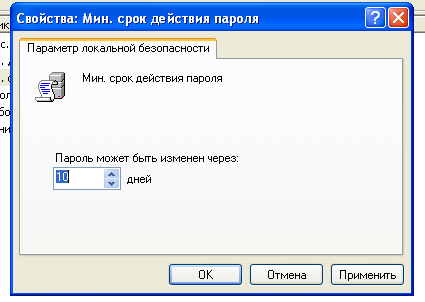 Свойства: Мин. срок действия пароля
Параметр локальной безопасности
Мин. срок действия пароля
Пароль может быть изменен через:
10 дней
OK Отмена Применить